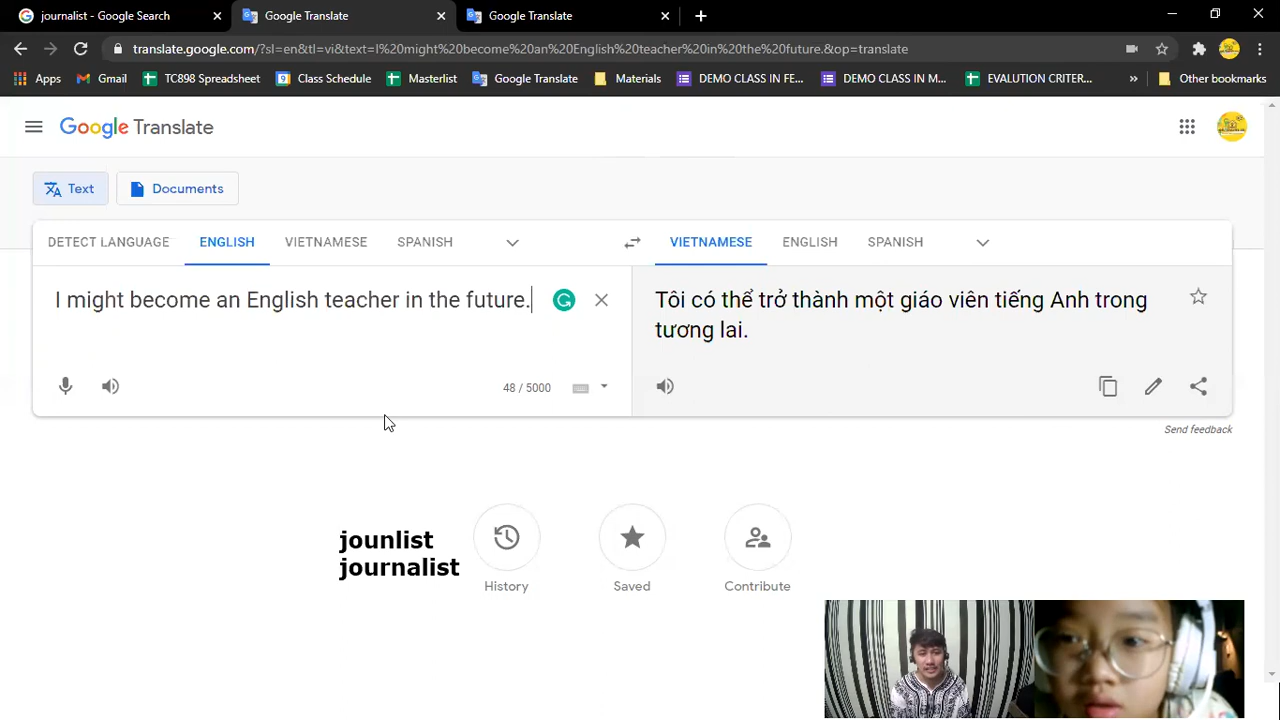 journalist - Google Search
Google Translate
Google Translate
translate.google.com/?sl=en&tl=vi&text=I%20might%20become%20an%20English%20teacher%20in%20the%20future.&op=translate
Apps
Gmail
TC898 Spreadsheet
Class Schedule
Masterlist
Google Translate
Materials
DEMO CLASS IN FE...
DEMO CLASS IN M...
EVALUTION CRITER...
Other bookmarks
Google Translate
Text
Documents
DETECT LANGUAGE
ENGLISH
VIETNAMESE
SPANISH
VIETNAMESE
ENGLISH
SPANISH
I might become an English teacher in the future.
Tôi có thể trở thành một giáo viên tiếng Anh trong
tương lai.
48 / 5000
Send feedback
jounlist
journalist
History
Saved
Contribute